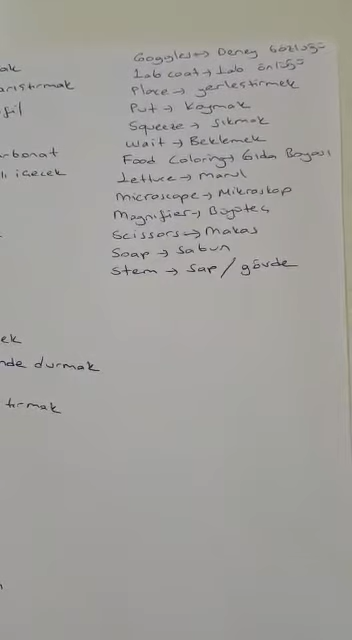 Goggles → Deney Gözlüğü
Lab coat → Lab önlüğü
Place → yerleştirmek
Put → Koymak
Squeeze → Sıkmak
Wait → Beklemek
Food Coloring → Gıda Boyası
Lettuce → Marul
Microscope → Mikroskop
Magnifier → Büyüteç
Scissors → Makas
Soap → Sabun
Stem → Sap / gövde
ak
arıştırmak
fil
arbonat
lı içecek
ek
nde durmak
tırmak